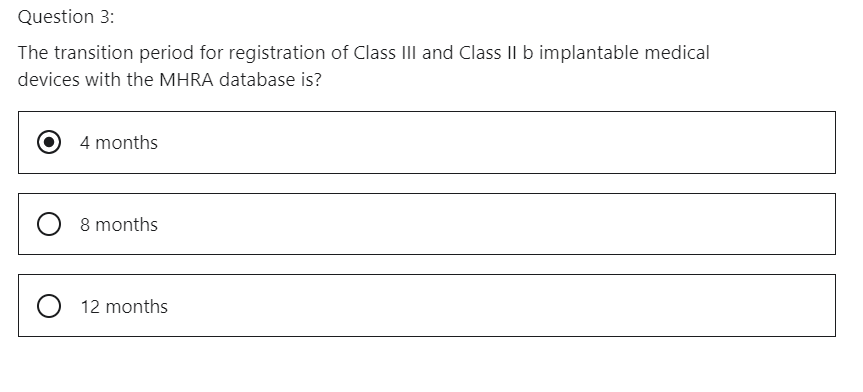 Question 3:
The transition period for registration of Class III and Class II b implantable medical
devices with the MHRA database is?
4 months
8 months
12 months